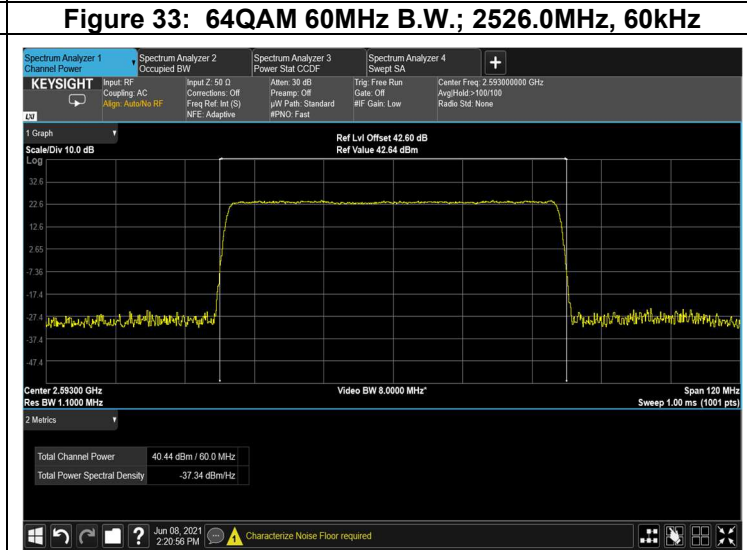 Figure 33: 64QAM 60MHz B.W.; 2526.0MHz, 60kHz
Spectrum Analyzer 1
Channel Power
Spectrum Analyzer 2
Occupied BW
Spectrum Analyzer 3
Power Stat CCDF
Spectrum Analyzer 4
Swept SA
+
KEYSIGHT
LXI
Input: RF
Coupling: AC
Align: Auto/No RF
Input Z: 50 Ω
Corrections: Off
Freq Ref: Int (S)
NFE: Adaptive
Atten: 30 dB
Preamp: Off
µW Path: Standard
#PNO: Fast
Trig: Free Run
Gate: Off
#IF Gain: Low
Center Freq: 2.593000000 GHz
Avg|Hold:>100/100
Radio Std: None
1 Graph
Scale/Div 10.0 dB
Ref Lvl Offset 42.60 dB
Ref Value 42.64 dBm
Log
32.6
22.6
12.6
2.65
-7.36
-17.4
-27.4
-37.4
-47.4
Center 2.59300 GHz
Res BW 1.1000 MHz
Video BW 8.0000 MHz*
Span 120 MHz
Sweep 1.00 ms (1001 pts)
2 Metrics
Total Channel Power 40.44 dBm / 60.0 MHz
Total Power Spectral Density -37.34 dBm/Hz
?
Jun 08, 2021
2:20:56 PM
1
Characterize Noise Floor required